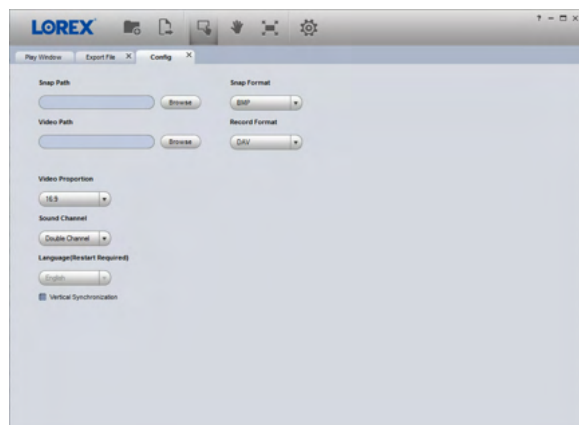 LOREX
Play Window Export File X Config X
Snap Path Snap Format
Browse BMP
Video Path Record Format
Browse DAV
Video Proportion
16:9
Sound Channel
Double Channel
Language(Restart Required)
English
Vertical Synchronization